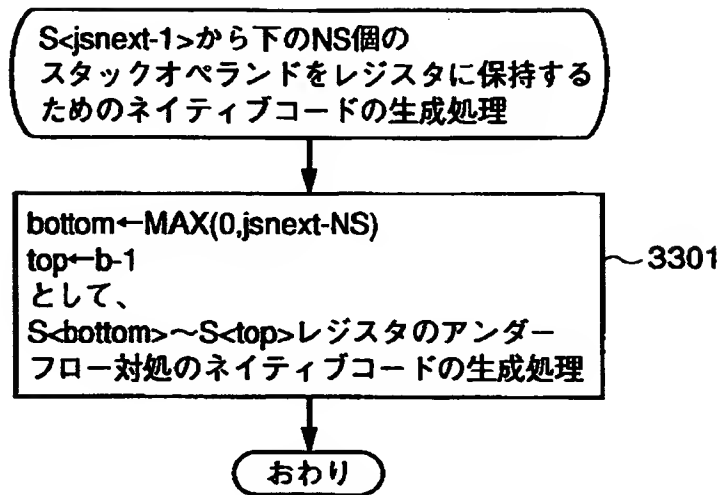 S<jsnext-1>から下のNS個の
スタックオペランドをレジスタに保持する
ためのネイティブコードの生成処理
bottom←MAX(0,jsnext-NS)
top←b-1
として、
S<bottom>～S<top>レジスタのアンダー
フロー対処のネイティブコードの生成処理
3301
おわり